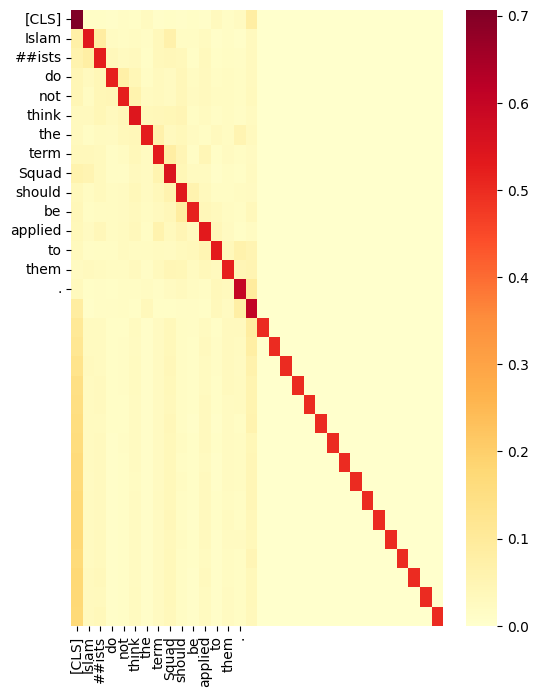 [CLS]
Islam
##ists
do
not
think
the
term
Squad
should
be
applied
to
them
.
0.7
0.6
0.5
0.4
0.3
0.2
0.1
0.0
[CLS]
Islam
##ists
do
not
think
the
term
Squad
should
be
applied
to
them
.